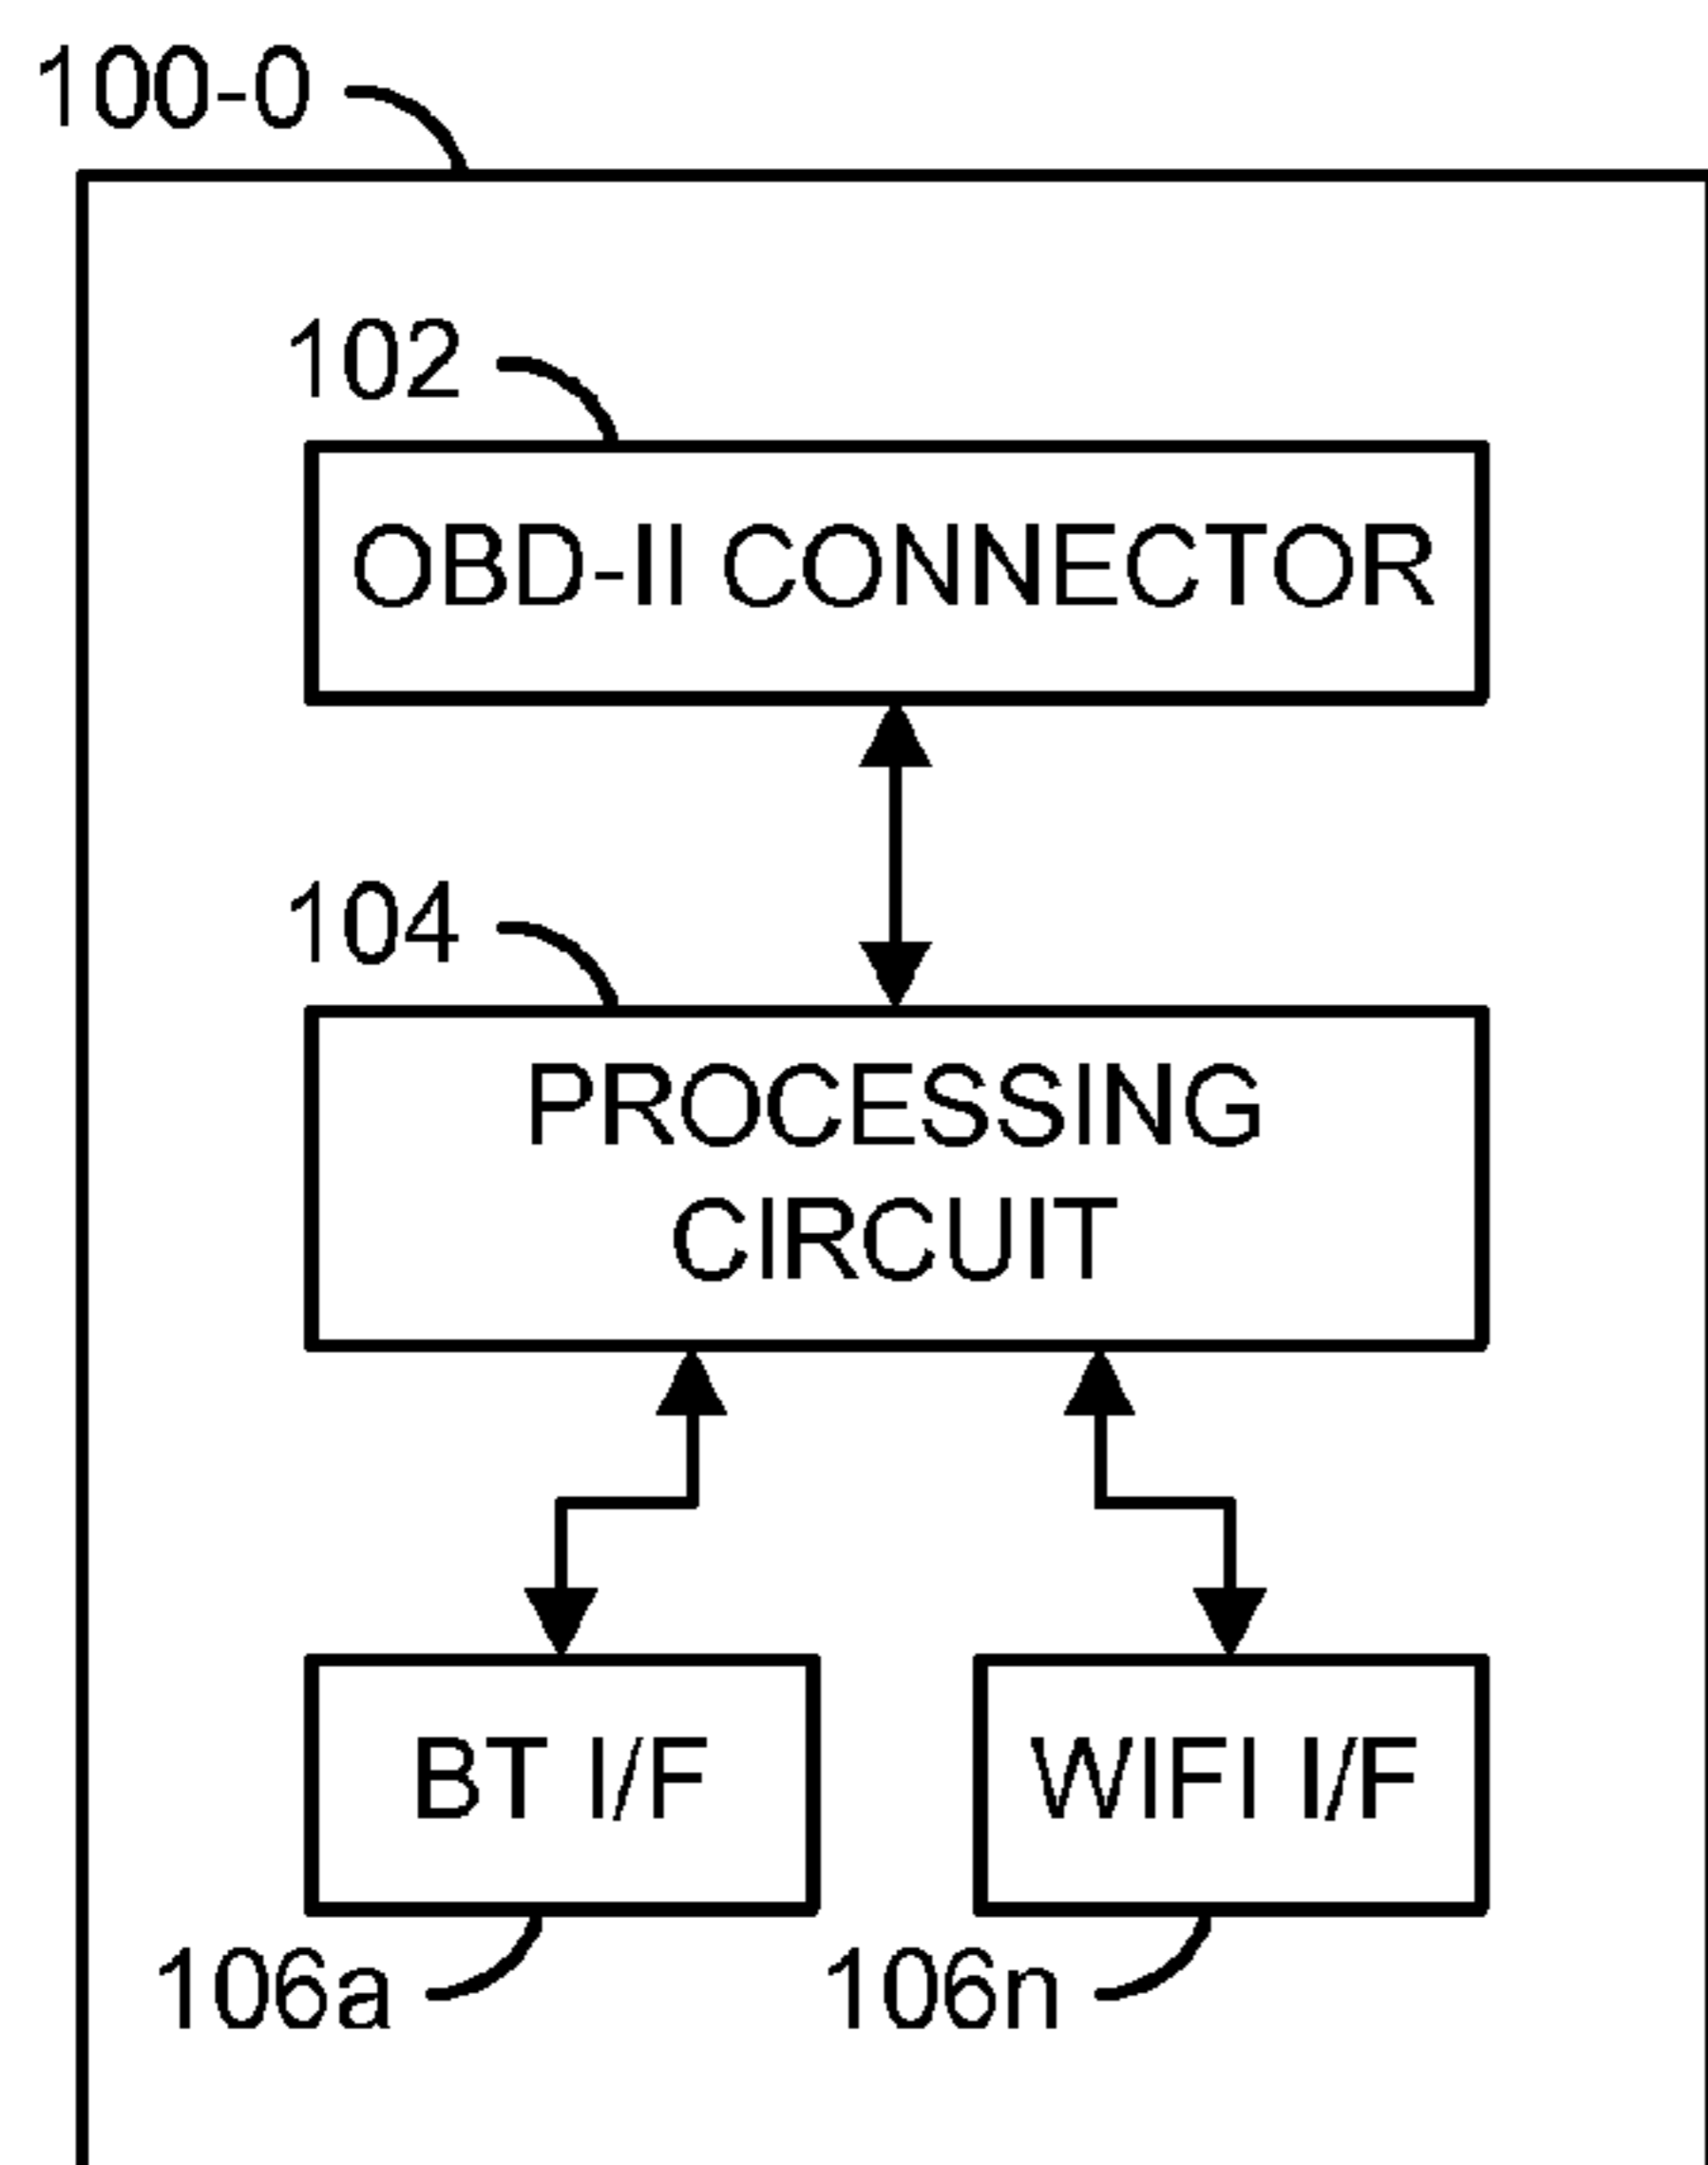 100-0
102
OBD-II CONNECTOR
104
PROCESSING
CIRCUIT
BT I/F
WIFI I/F
106a
106n